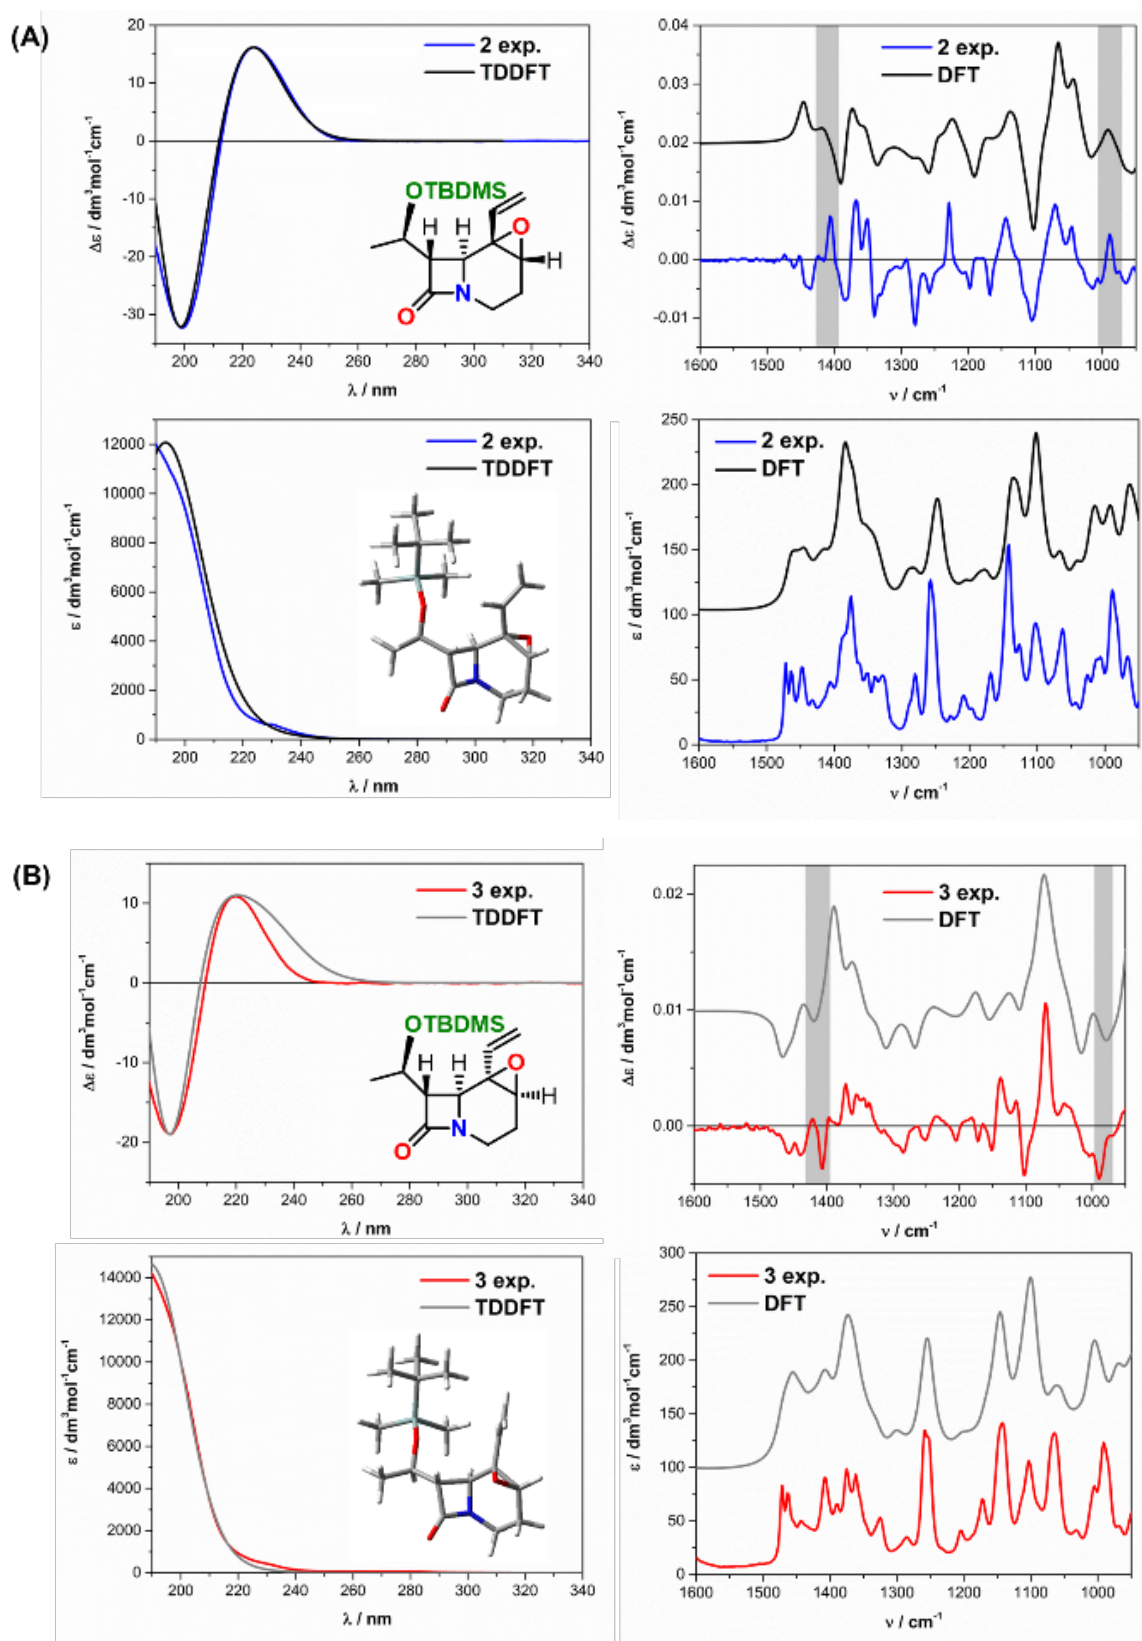 (A)
20
10
0
-10
-20
-30
Δε / dm³mol⁻¹cm⁻¹
2 exp.
TDDFT
OTBDMS
H
H
O
H
N
O
200
220
240
260
280
300
320
340
λ / nm
0.04
0.03
0.02
0.01
0.00
-0.01
Δε / dm³mol⁻¹cm⁻¹
2 exp.
DFT
1600
1500
1400
1300
1200
1100
1000
ν / cm⁻¹
12000
10000
8000
6000
4000
2000
0
ε / dm³mol⁻¹cm⁻¹
2 exp.
TDDFT
200
220
240
260
280
300
320
340
λ / nm
250
200
150
100
50
0
ε / dm³mol⁻¹cm⁻¹
2 exp.
DFT
1600
1500
1400
1300
1200
1100
1000
ν / cm⁻¹
(B)
10
0
-10
-20
Δε / dm³mol⁻¹cm⁻¹
3 exp.
TDDFT
OTBDMS
H
H
O
H
N
O
200
220
240
260
280
300
320
340
λ / nm
0.02
0.01
0.00
Δε / dm³mol⁻¹cm⁻¹
3 exp.
DFT
1600
1500
1400
1300
1200
1100
1000
ν / cm⁻¹
14000
12000
10000
8000
6000
4000
2000
0
ε / dm³mol⁻¹cm⁻¹
3 exp.
TDDFT
200
220
240
260
280
300
320
340
λ / nm
300
250
200
150
100
50
0
ε / dm³mol⁻¹cm⁻¹
3 exp.
DFT
1600
1500
1400
1300
1200
1100
1000
ν / cm⁻¹